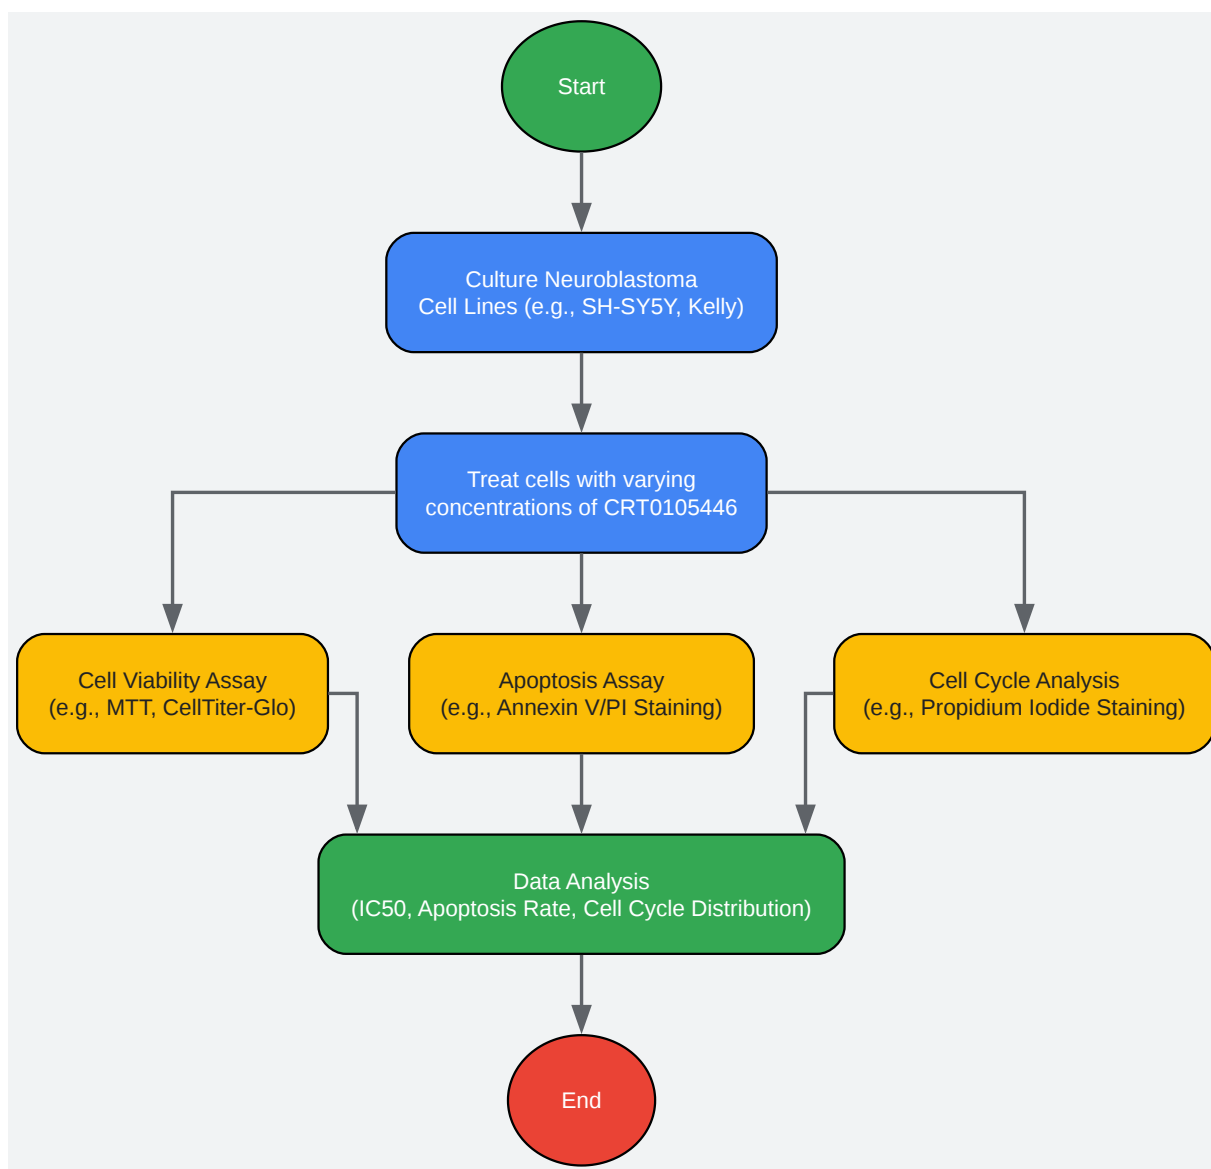 Start
Culture Neuroblastoma
Cell Lines (e.g., SH-SY5Y, Kelly)
Treat cells with varying
concentrations of CRT0105446
Cell Viability Assay
(e.g., MTT, CellTiter-Glo)
Apoptosis Assay
(e.g., Annexin V/PI Staining)
Cell Cycle Analysis
(e.g., Propidium Iodide Staining)
Data Analysis
(IC50, Apoptosis Rate, Cell Cycle Distribution)
End